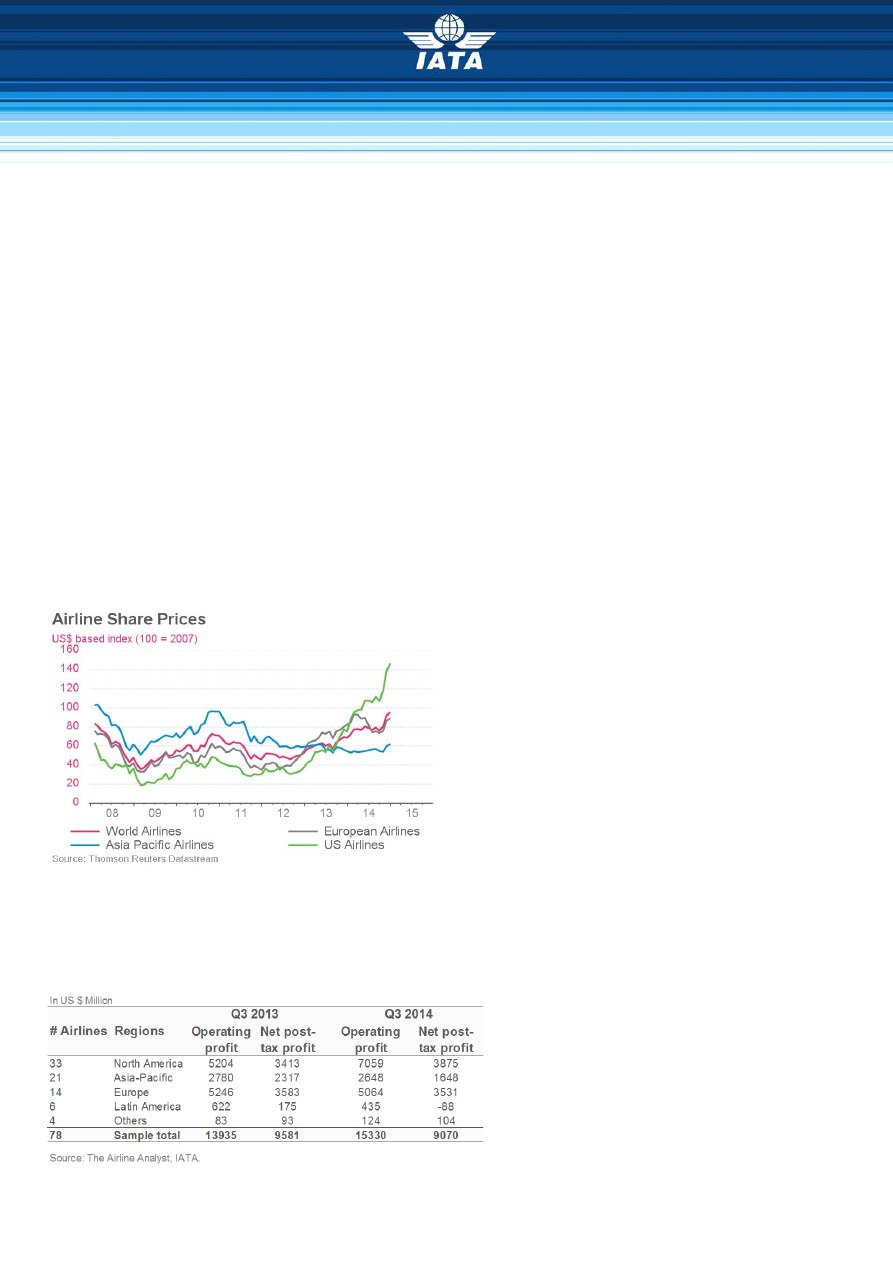 IATA
Airline Share Prices
US$ based index (100 = 2007)
160
140
120
100
80
60
40
20
0
08 09 10 11 12 13 14 15
World Airlines European Airlines
Asia Pacific Airlines US Airlines
Source: Thomson Reuters Datastream
In US $ Million
Q3 2013 Q3 2014
# Airlines Regions Operating Net post- Operating Net post-
profit tax profit profit tax profit
33 North America 5204 3413 7059 3875
21 Asia-Pacific 2780 2317 2648 1648
14 Europe 5246 3583 5064 3531
6 Latin America 622 175 435 -88
4 Others 83 93 124 104
78 Sample total 13935 9581 15330 9070
Source: The Airline Analyst, IATA.